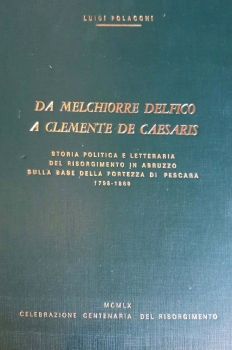 LUIGI POLACCHI
DA MELCHIORRE DELFICO
A CLEMENTE DE CAESARIS
STORIA POLITICA E LETTERARIA
DEL RISORGIMENTO IN ABRUZZO
SULLA BASE DELLA FORTEZZA DI PESCARA
1798-1860
MCMLX
CELEBRAZIONE CENTENARIA DEL RISORGIMENTO